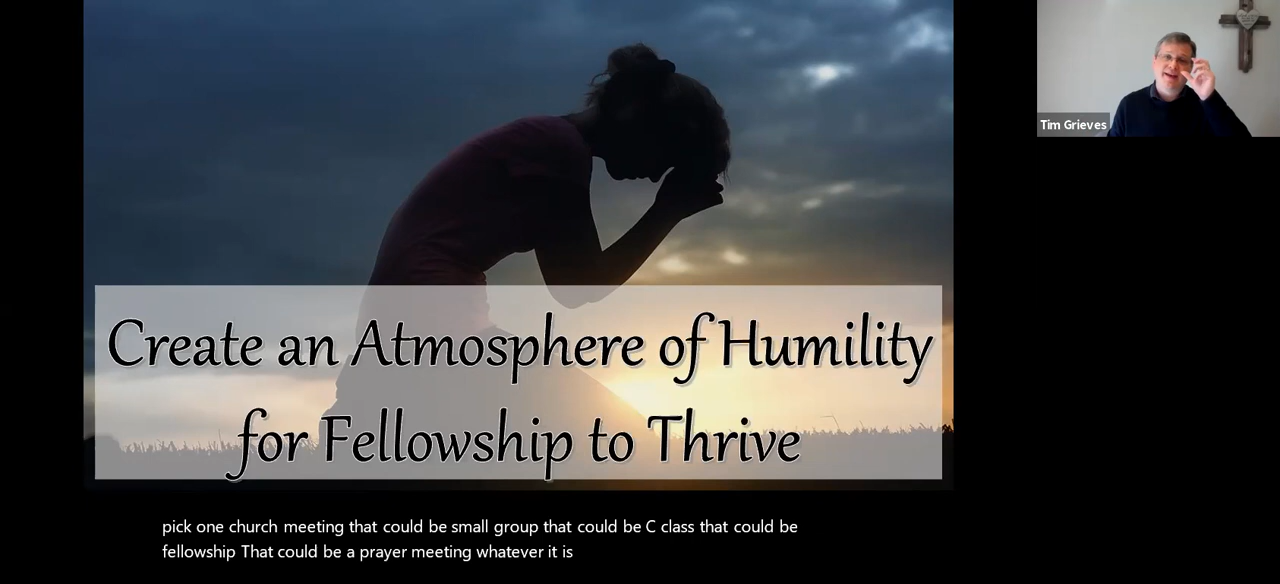 Create an Atmosphere of Humility
for Fellowship to Thrive
Tim Grieves
pick one church meeting that could be small group that could be C class that could be
fellowship That could be a prayer meeting whatever it is